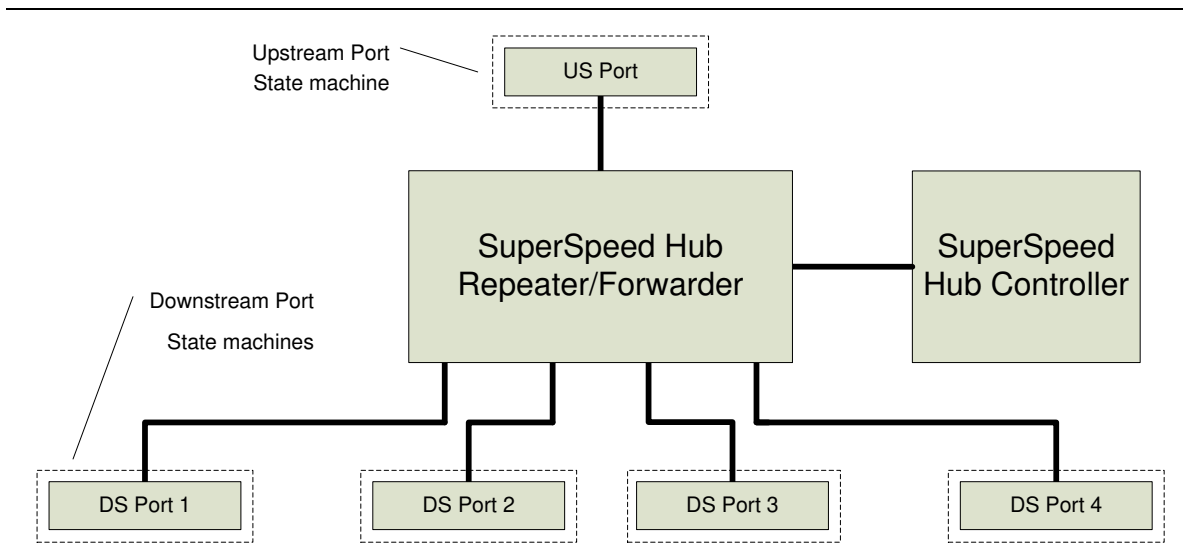 Upstream Port
State machine
US Port
SuperSpeed Hub
Repeater/Forwarder
SuperSpeed
Hub Controller
Downstream Port
State machines
DS Port 1
DS Port 2
DS Port 3
DS Port 4